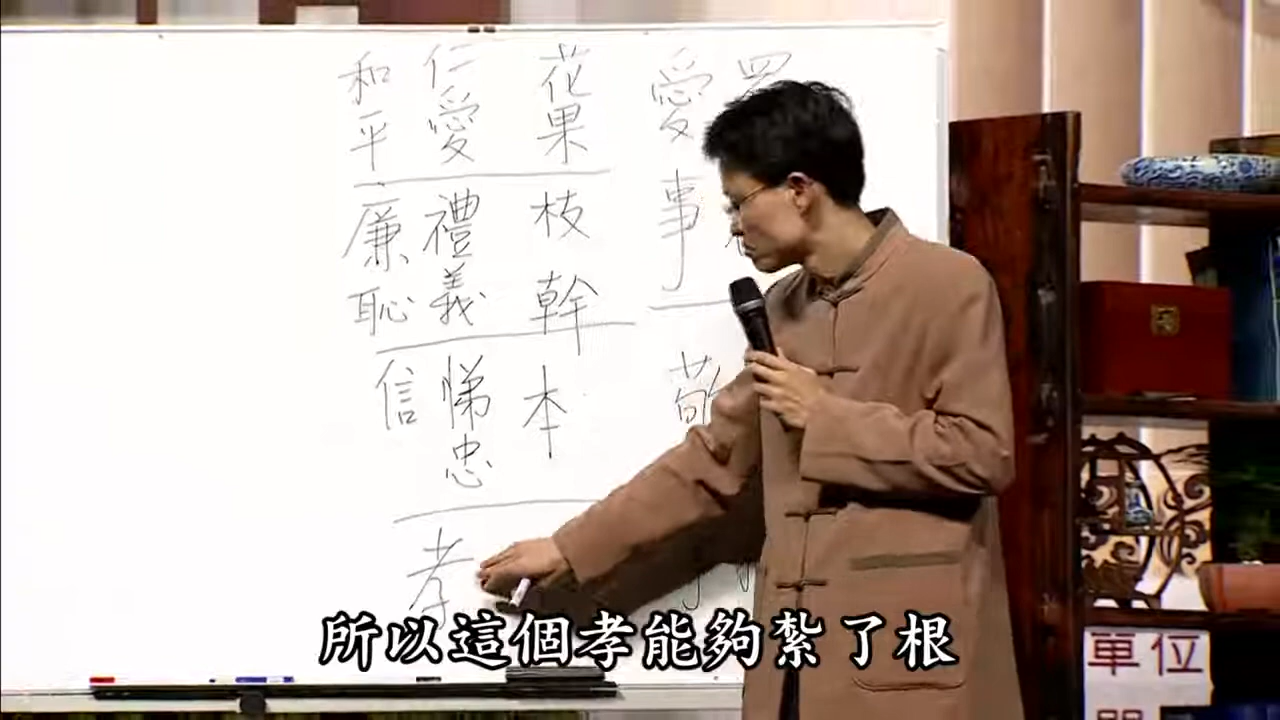 愛事
敬
花果
枝幹
本
仁愛
禮義
悌忠
孝
和平
廉恥
信
所以這個孝能夠紮了根
單位